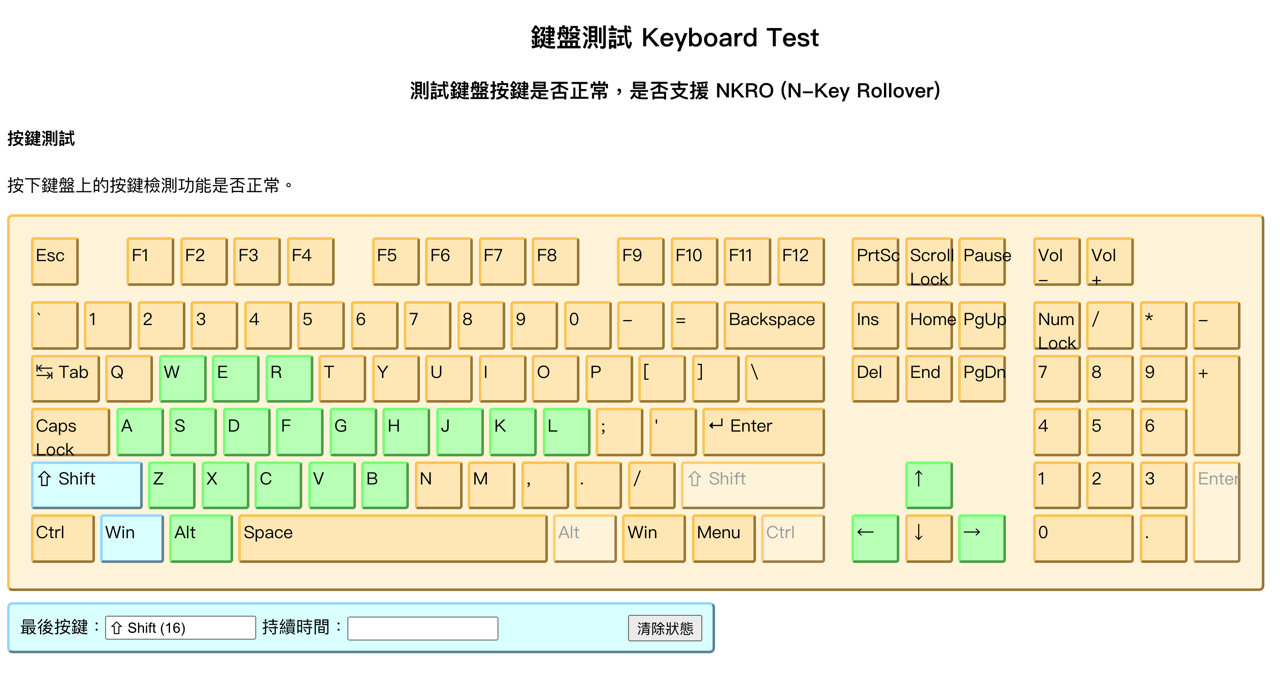 鍵盤測試 Keyboard Test
測試鍵盤按鍵是否正常，是否支援 NKRO (N-Key Rollover)
按鍵測試
按下鍵盤上的按鍵檢測功能是否正常。
Esc F1 F2 F3 F4 F5 F6 F7 F8 F9 F10 F11 F12 PrtSc Scroll Lock Pause Vol - Vol +
` 1 2 3 4 5 6 7 8 9 0 - = Backspace Ins Home PgUp Num Lock / * -
↹ Tab Q W E R T Y U I O P [ ] \ Del End PgDn 7 8 9 +
Caps Lock A S D F G H J K L ; ' ↵ Enter 4 5 6
⇧ Shift Z X C V B N M , . / ⇧ Shift ↑ 1 2 3 Enter
Ctrl Win Alt Space Alt Win Menu Ctrl ← ↓ → 0 .
最後按鍵：⇧ Shift (16) 持續時間： 清除狀態